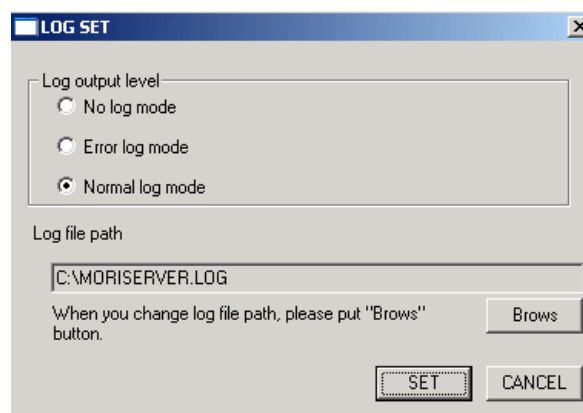 LOG SET
Log output level
No log mode
Error log mode
Normal log mode
Log file path
C:\MORISERVER.LOG
When you change log file path, please put "Brows"
button.
Brows
SET
CANCEL